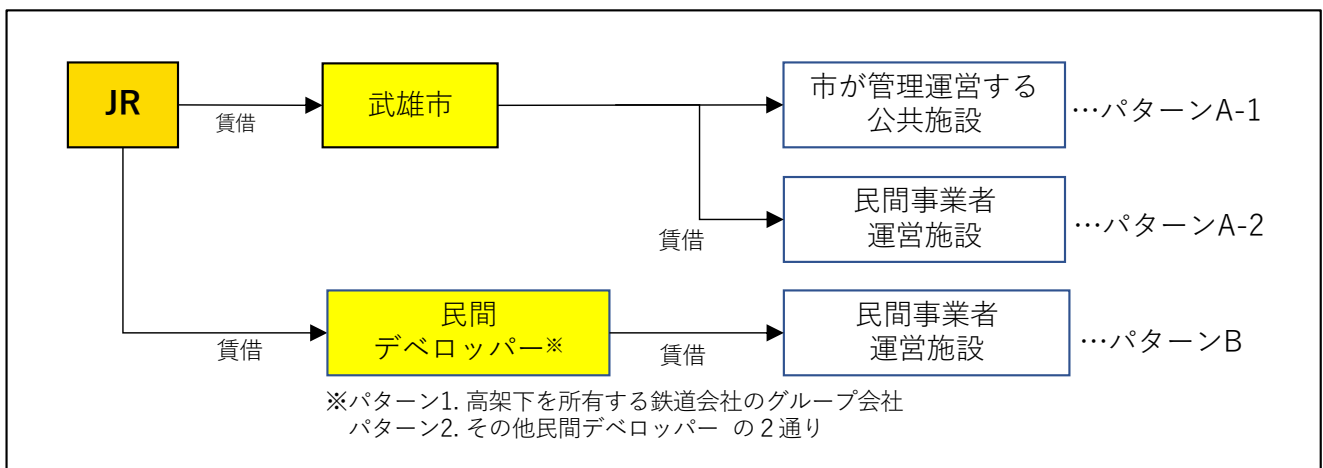 JR
賃借
武雄市
市が管理運営する
公共施設
…パターンA-1
賃借
民間事業者
運営施設
…パターンA-2
賃借
民間
デベロッパー※
賃借
民間事業者
運営施設
…パターンB
※パターン1. 高架下を所有する鉄道会社のグループ会社
パターン2. その他民間デベロッパー の２通り